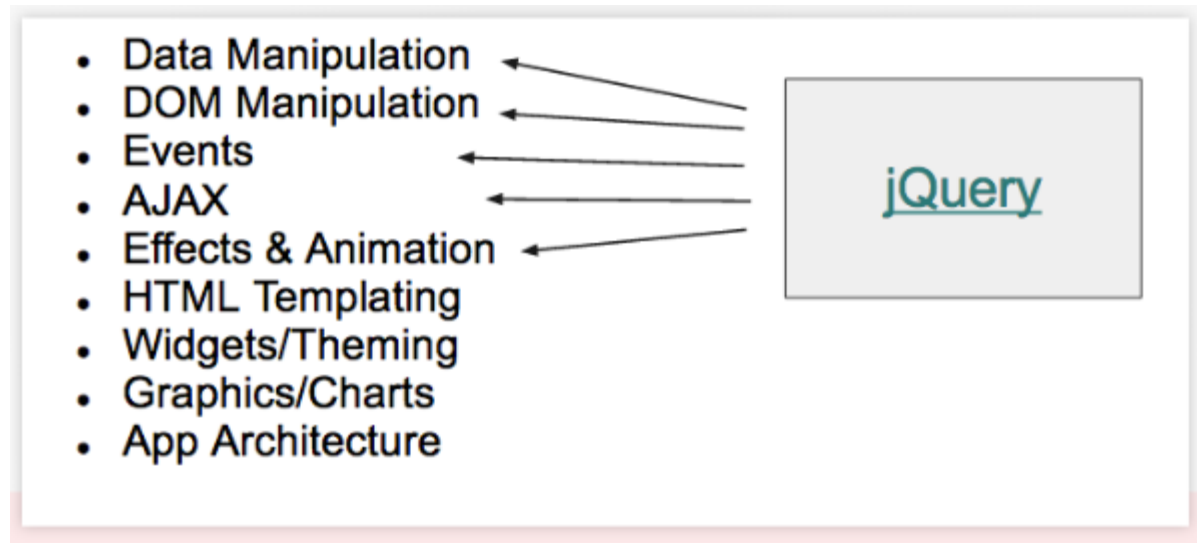 Data Manipulation
DOM Manipulation
Events
AJAX
Effects & Animation
HTML Templating
Widgets/Theming
Graphics/Charts
App Architecture
jQuery